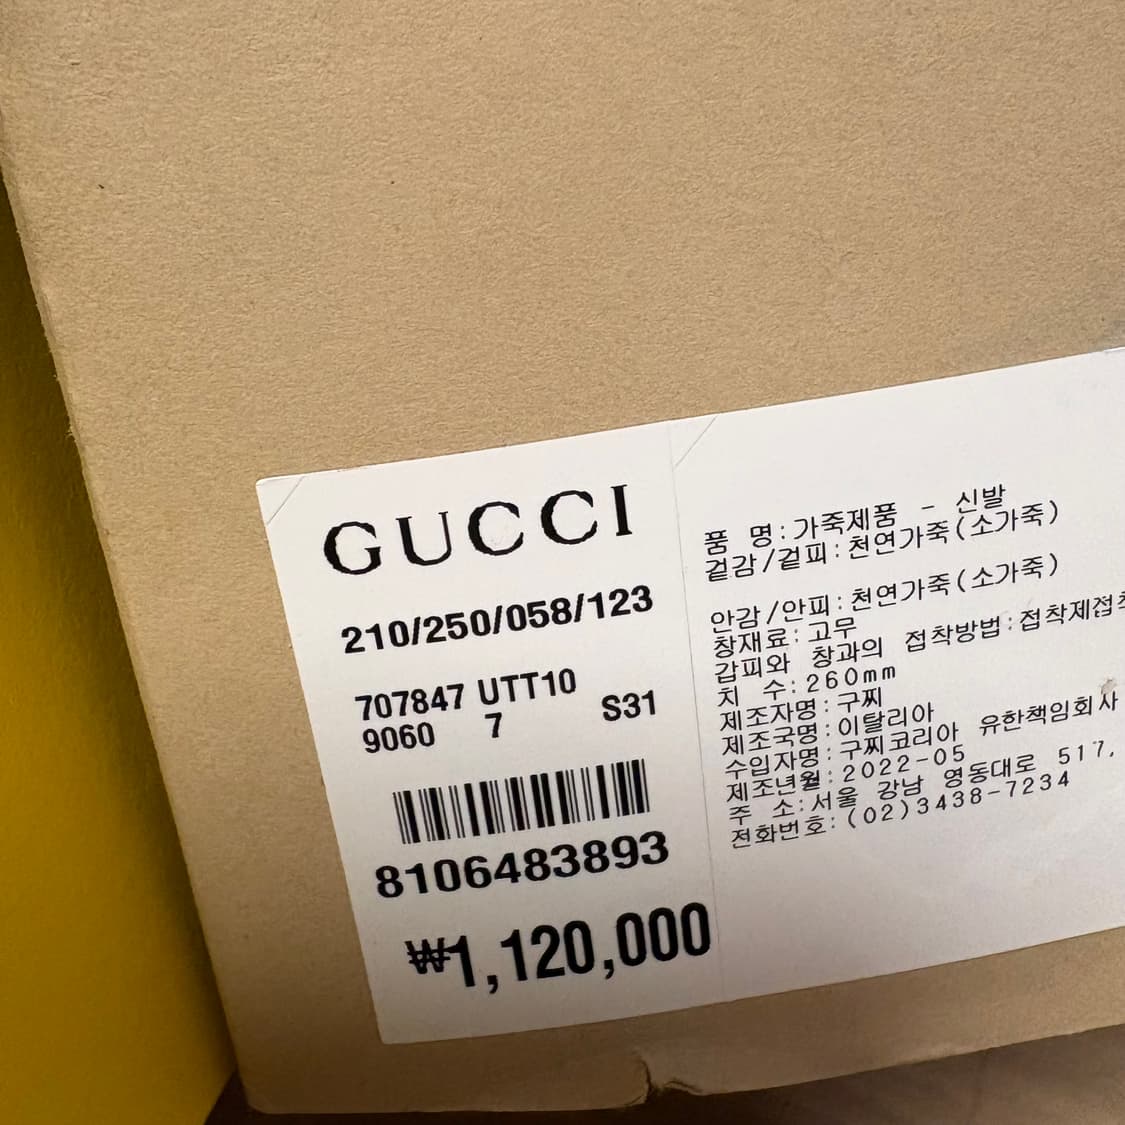 GUCCI
210/250/058/123
707847 UTT10
9060 7 S31
8106483893
₩1,120,000
품 명:가죽제품 - 신발
겉감/겉피:천연가죽(소가죽)
안감/안피:천연가죽(소가죽)
창재료:고무
갑피와 창과의 접착방법:접착제접착
치 수:260mm
제조자명:구찌
제조국명:이탈리아
수입자명:구찌코리아 유한책임회사
제조년월:2022-05
주 소:서울 강남 영동대로 517,
전화번호:(02)3438-7234